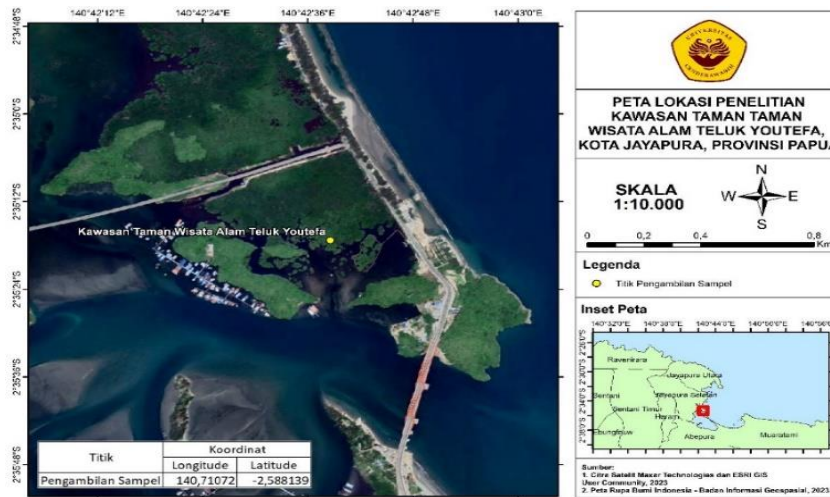 140°42'12"E 140°42'24"E 140°42'36"E 140°42'48"E 140°43'0"E
2°34'48"S
2°35'0"S
2°35'12"S
2°35'24"S
2°35'36"S
2°35'48"S
Kawasan Taman Wisata Alam Teluk Youtefa
Titik
Koordinat
Longitude Latitude
Pengambilan Sampel 140,71072 -2,588139
UNIVERSITAS
CENDERAWASIH
PETA LOKASI PENELITIAN
KAWASAN TAMAN TAMAN
WISATA ALAM TELUK YOUTEFA,
KOTA JAYAPURA, PROVINSI PAPUA
SKALA
1:10.000
N
W E
S
0 0,2 0,4 0,8
Km
Legenda
Titik Pengambilan Sampel
Inset Peta
Jayapura Utara
Sentani
Sentani Timur
Heram
Abepura
Muaratami
Sumber:
1. Citra Satelit Maxar Technologies dan ESRI GIS
User Community, 2023
2. Peta Rupa Bumi Indonesia - Badan Informasi Geospasial, 2023